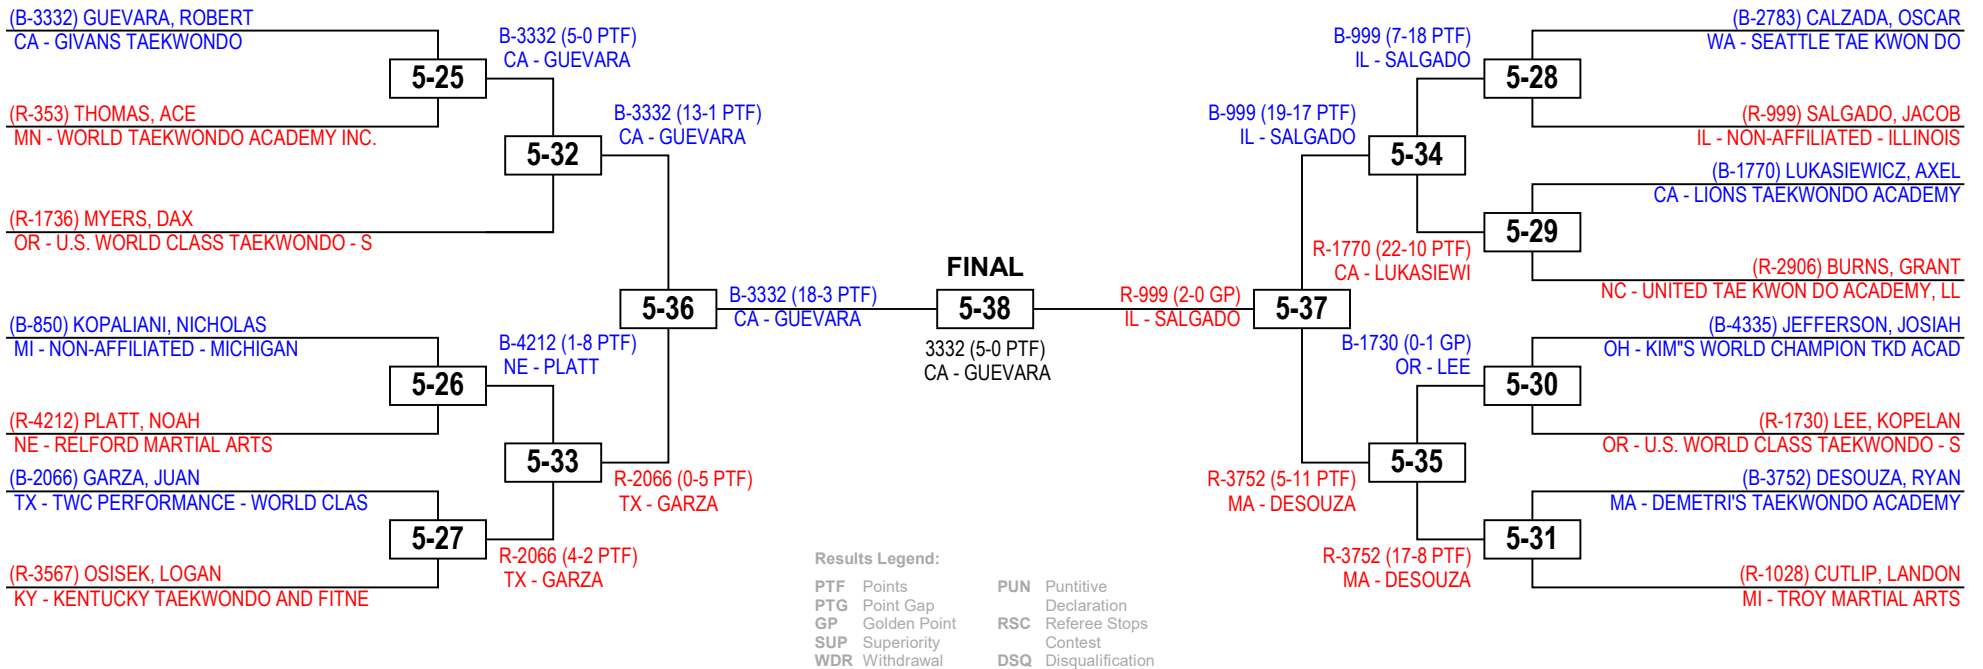 (B-3332) GUEVARA, ROBERT
CA - GIVANS TAEKWONDO
5-25
(R-353) THOMAS, ACE
MN - WORLD TAEKWONDO ACADEMY INC.
B-3332 (5-0 PTF)
CA - GUEVARA
5-32
(R-1736) MYERS, DAX
OR - U.S. WORLD CLASS TAEKWONDO - S
B-3332 (13-1 PTF)
CA - GUEVARA
5-36
(B-850) KOPALIANI, NICHOLAS
MI - NON-AFFILIATED - MICHIGAN
5-26
(R-4212) PLATT, NOAH
NE - RELFORD MARTIAL ARTS
B-4212 (1-8 PTF)
NE - PLATT
5-33
(B-2066) GARZA, JUAN
TX - TWC PERFORMANCE - WORLD CLAS
5-27
(R-3567) OSISEK, LOGAN
KY - KENTUCKY TAEKWONDO AND FITNE
R-2066 (4-2 PTF)
TX - GARZA
R-2066 (0-5 PTF)
TX - GARZA
B-3332 (18-3 PTF)
CA - GUEVARA
FINAL
5-38
3332 (5-0 PTF)
CA - GUEVARA
R-999 (2-0 GP)
IL - SALGADO
5-37
B-999 (19-17 PTF)
IL - SALGADO
5-34
B-999 (7-18 PTF)
IL - SALGADO
5-28
(B-2783) CALZADA, OSCAR
WA - SEATTLE TAE KWON DO
(R-999) SALGADO, JACOB
IL - NON-AFFILIATED - ILLINOIS
(B-1770) LUKASIEWICZ, AXEL
CA - LIONS TAEKWONDO ACADEMY
5-29
R-1770 (22-10 PTF)
CA - LUKASIEWI
(R-2906) BURNS, GRANT
NC - UNITED TAE KWON DO ACADEMY, LL
(B-4335) JEFFERSON, JOSIAH
OH - KIM"S WORLD CHAMPION TKD ACAD
B-1730 (0-1 GP)
OR - LEE
5-30
(R-1730) LEE, KOPELAN
OR - U.S. WORLD CLASS TAEKWONDO - S
5-35
R-3752 (5-11 PTF)
MA - DESOUZA
(B-3752) DESOUZA, RYAN
MA - DEMETRI'S TAEKWONDO ACADEMY
5-31
R-3752 (17-8 PTF)
MA - DESOUZA
(R-1028) CUTLIP, LANDON
MI - TROY MARTIAL ARTS
Results Legend:
PTF Points
PTG Point Gap
GP Golden Point
SUP Superiority
WDR Withdrawal
PUN Puntitive
Declaration
RSC Referee Stops
Contest
DSQ Disqualification